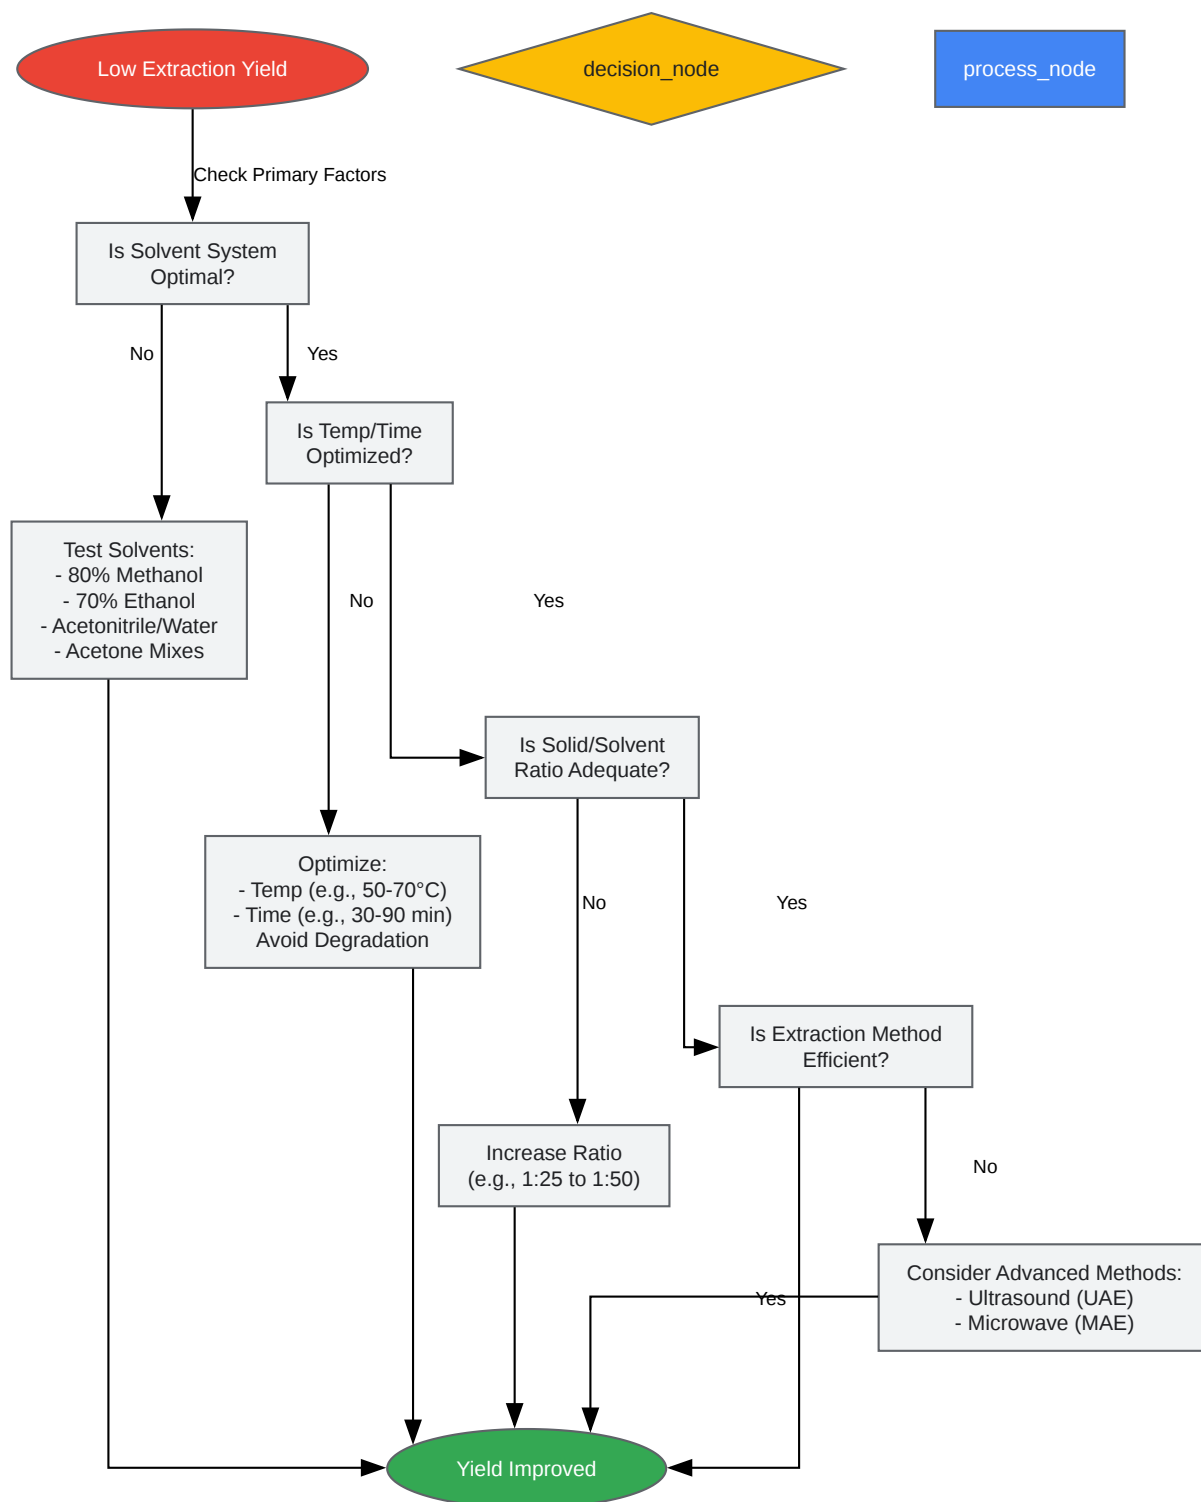 Low Extraction Yield
decision_node
process_node
Check Primary Factors
Is Solvent System
Optimal?
No
Yes
Is Temp/Time
Optimized?
Test Solvents:
- 80% Methanol
- 70% Ethanol
- Acetonitrile/Water
- Acetone Mixes
No
Yes
Is Solid/Solvent
Ratio Adequate?
Optimize:
- Temp (e.g., 50-70°C)
- Time (e.g., 30-90 min)
Avoid Degradation
No
Yes
Is Extraction Method
Efficient?
Increase Ratio
(e.g., 1:25 to 1:50)
No
Consider Advanced Methods:
- Ultrasound (UAE)
- Microwave (MAE)
Yes
Yield Improved